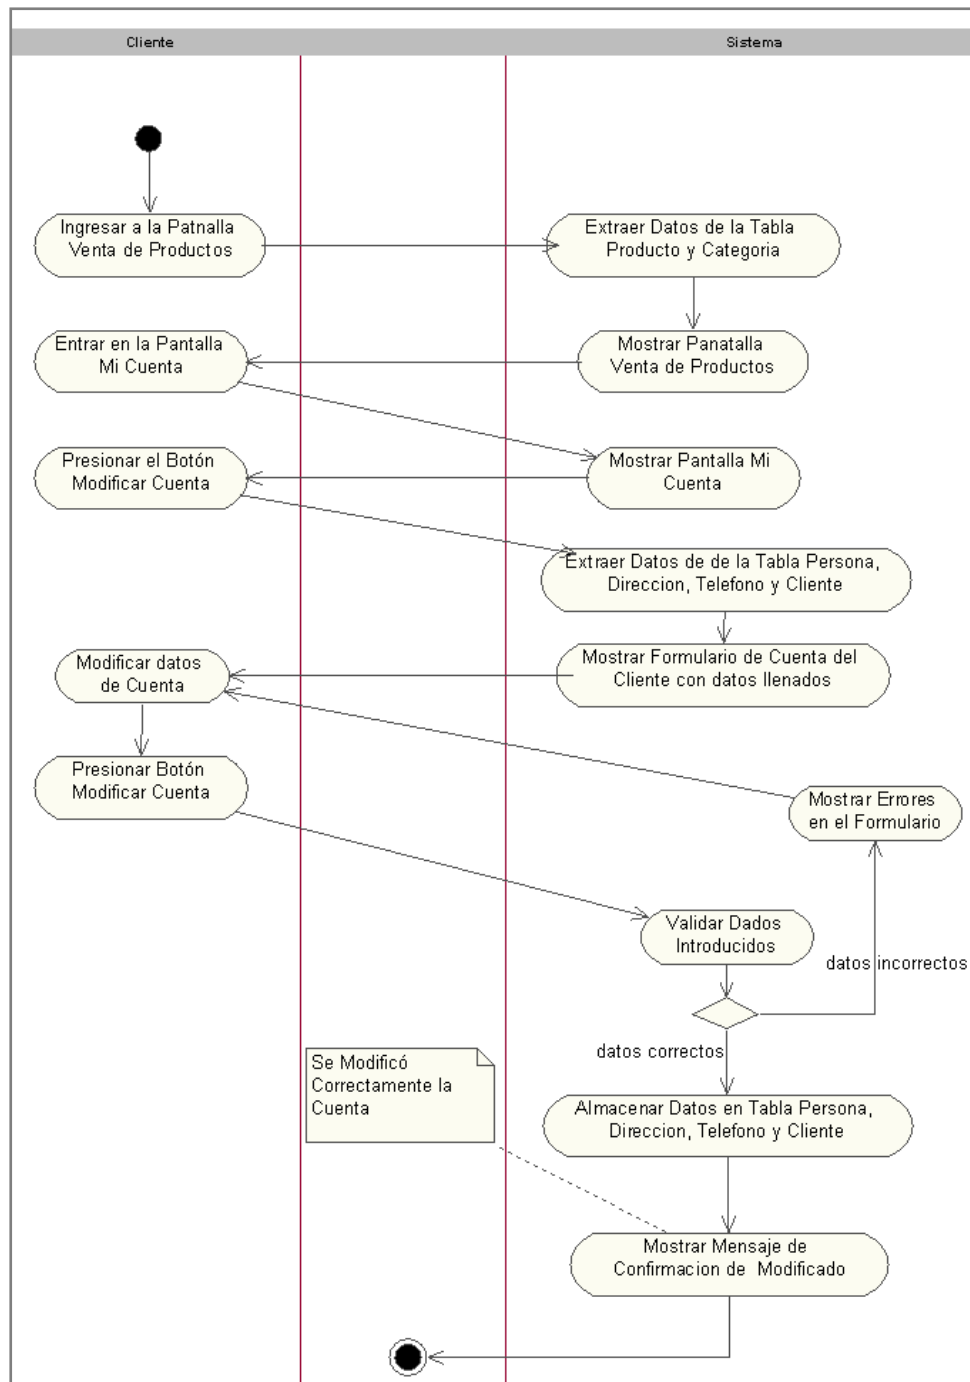 Cliente
Sistema
Ingresar a la Patnalla
Venta de Productos
Extraer Datos de la Tabla
Producto y Categoria
Entrar en la Pantalla
Mi Cuenta
Mostrar Panatalla
Venta de Productos
Presionar el Botón
Modificar Cuenta
Mostrar Pantalla Mi
Cuenta
Extraer Datos de de la Tabla Persona,
Direccion, Telefono y Cliente
Modificar datos
de Cuenta
Mostrar Formulario de Cuenta del
Cliente con datos llenados
Presionar Botón
Modificar Cuenta
Mostrar Errores
en el Formulario
Validar Dados
Introducidos
datos incorrectos
datos correctos
Se Modificó
Correctamente la
Cuenta
Almacenar Datos en Tabla Persona,
Direccion, Telefono y Cliente
Mostrar Mensaje de
Confirmacion de Modificado